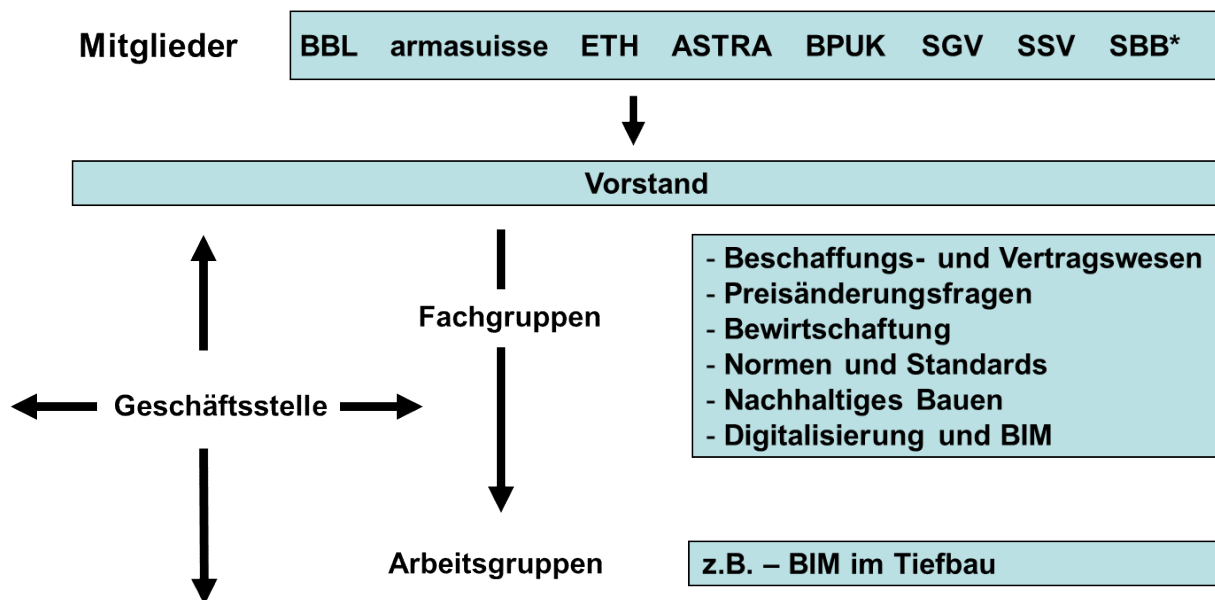 Mitglieder BBL armasuisse ETH ASTRA BPUK SGV SSV SBB*
Vorstand
- Beschaffungs- und Vertragswesen
- Preisänderungsfragen
- Bewirtschaftung
- Normen und Standards
- Nachhaltiges Bauen
- Digitalisierung und BIM
Fachgruppen
Geschäftsstelle
Arbeitsgruppen
z.B. – BIM im Tiefbau